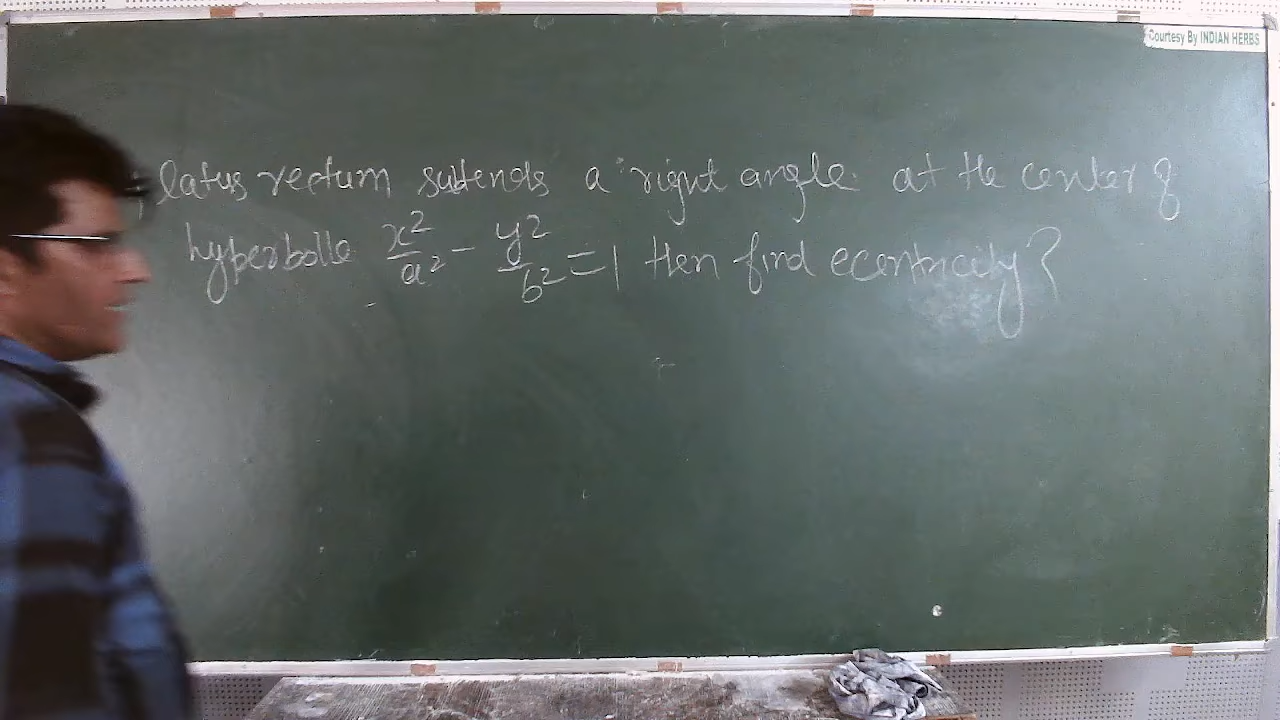 Courtesy By INDIAN HERBS
latus rectum subtends a right angle at the center of
hyperbolle x²/a² - y²/b² = 1 then find ecentricity?